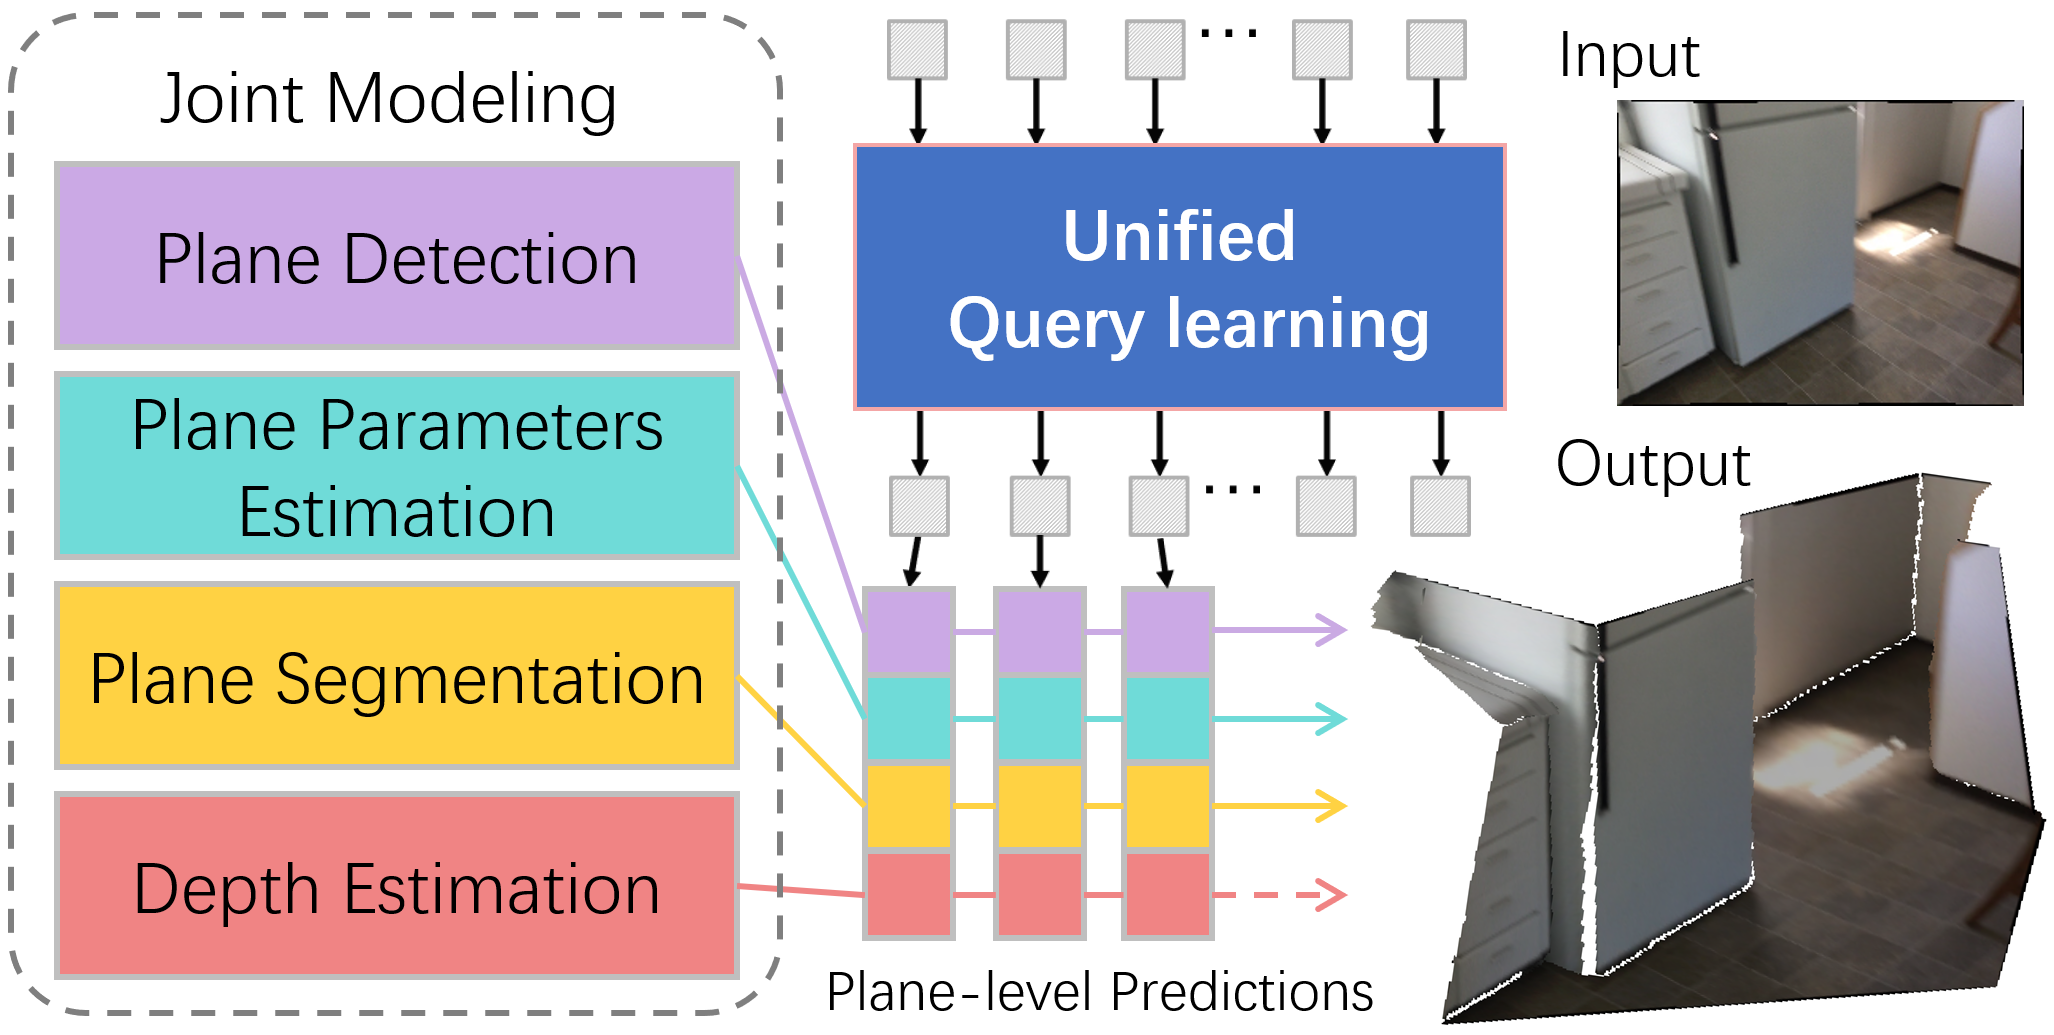 Joint Modeling
Plane Detection
Plane Parameters
Estimation
Plane Segmentation
Depth Estimation
...
Unified
Query learning
...
Plane-level Predictions
Input
Output